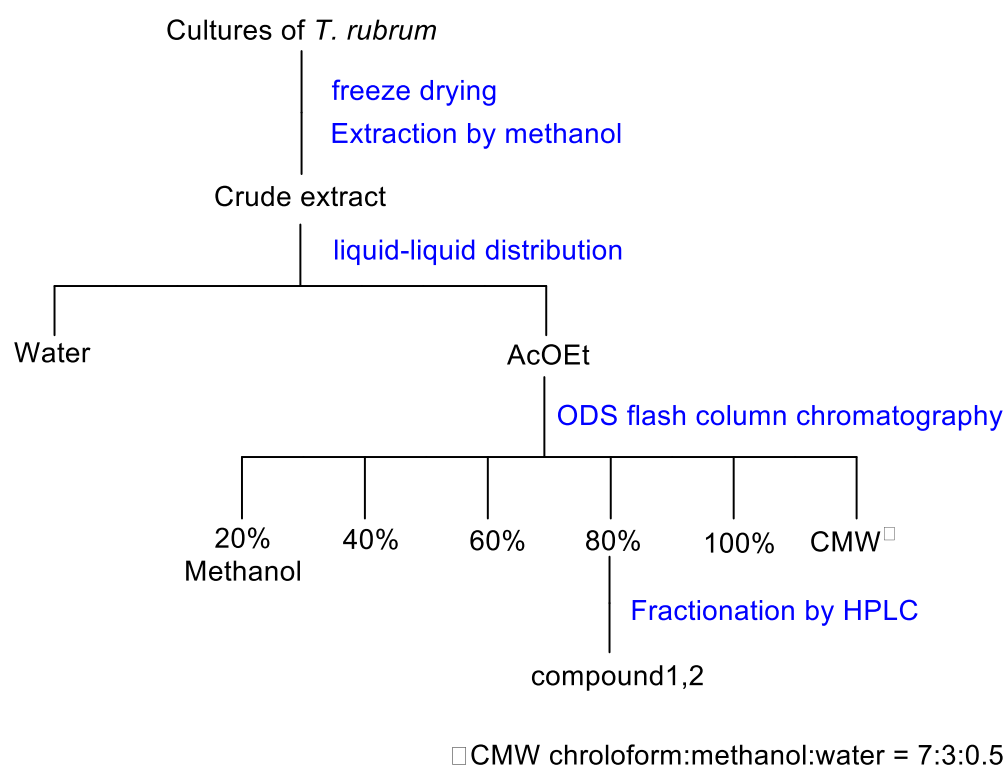 Cultures of T. rubrum
freeze drying
Extraction by methanol
Crude extract
liquid-liquid distribution
Water
AcOEt
ODS flash column chromatography
20%
Methanol
40%
60%
80%
100%
CMW□
Fractionation by HPLC
compound1,2
□CMW chroloform:methanol:water = 7:3:0.5